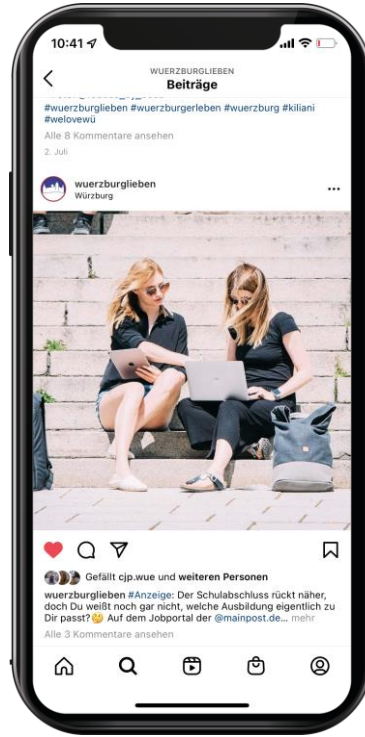 10:41
WUERZBURGLIEBEN
Beiträge
#wuerzburglieben #wuerzburgerleben #wuerzburg #kiliani
#welovewü
Alle 8 Kommentare ansehen
2. Juli
wuerzburglieben
Würzburg
Gefällt cjp.wue und weiteren Personen
wuerzburglieben #Anzeige: Der Schulabschluss rückt näher,
doch Du weißt noch gar nicht, welche Ausbildung eigentlich zu
Dir passt?🤔 Auf dem Jobportal der @mainpost.de... mehr
Alle 3 Kommentare ansehen